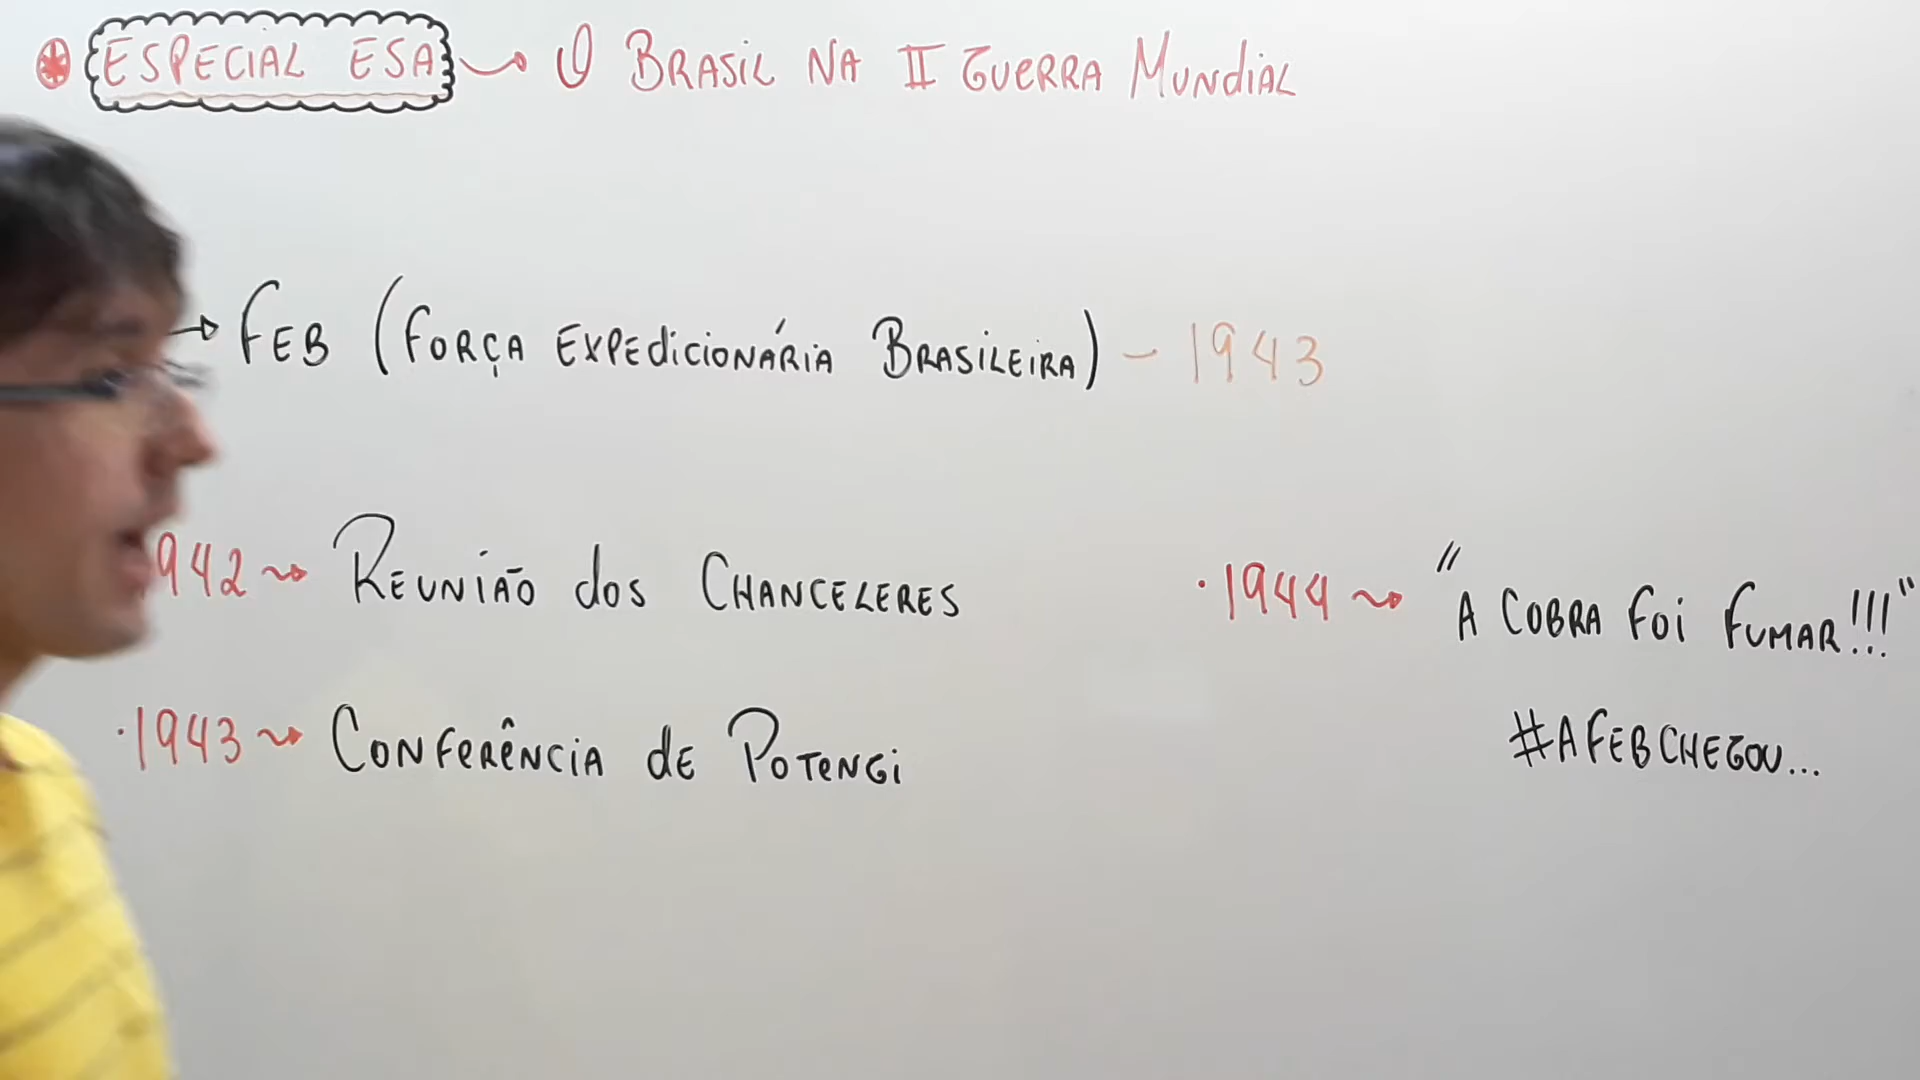 ESPECIAL ESA O BRASIL NA II GUERRA MUNDIAL
FEB (FORÇA EXPEDICIONÁRIA BRASILEIRA) - 1943
942 REUNIÃO dos CHANCELERES
·1943 CONFERÊNCIA dE POTENGI
·1944 "A COBRA FOI FUMAR!!!"
#AFEBCHEGOU...